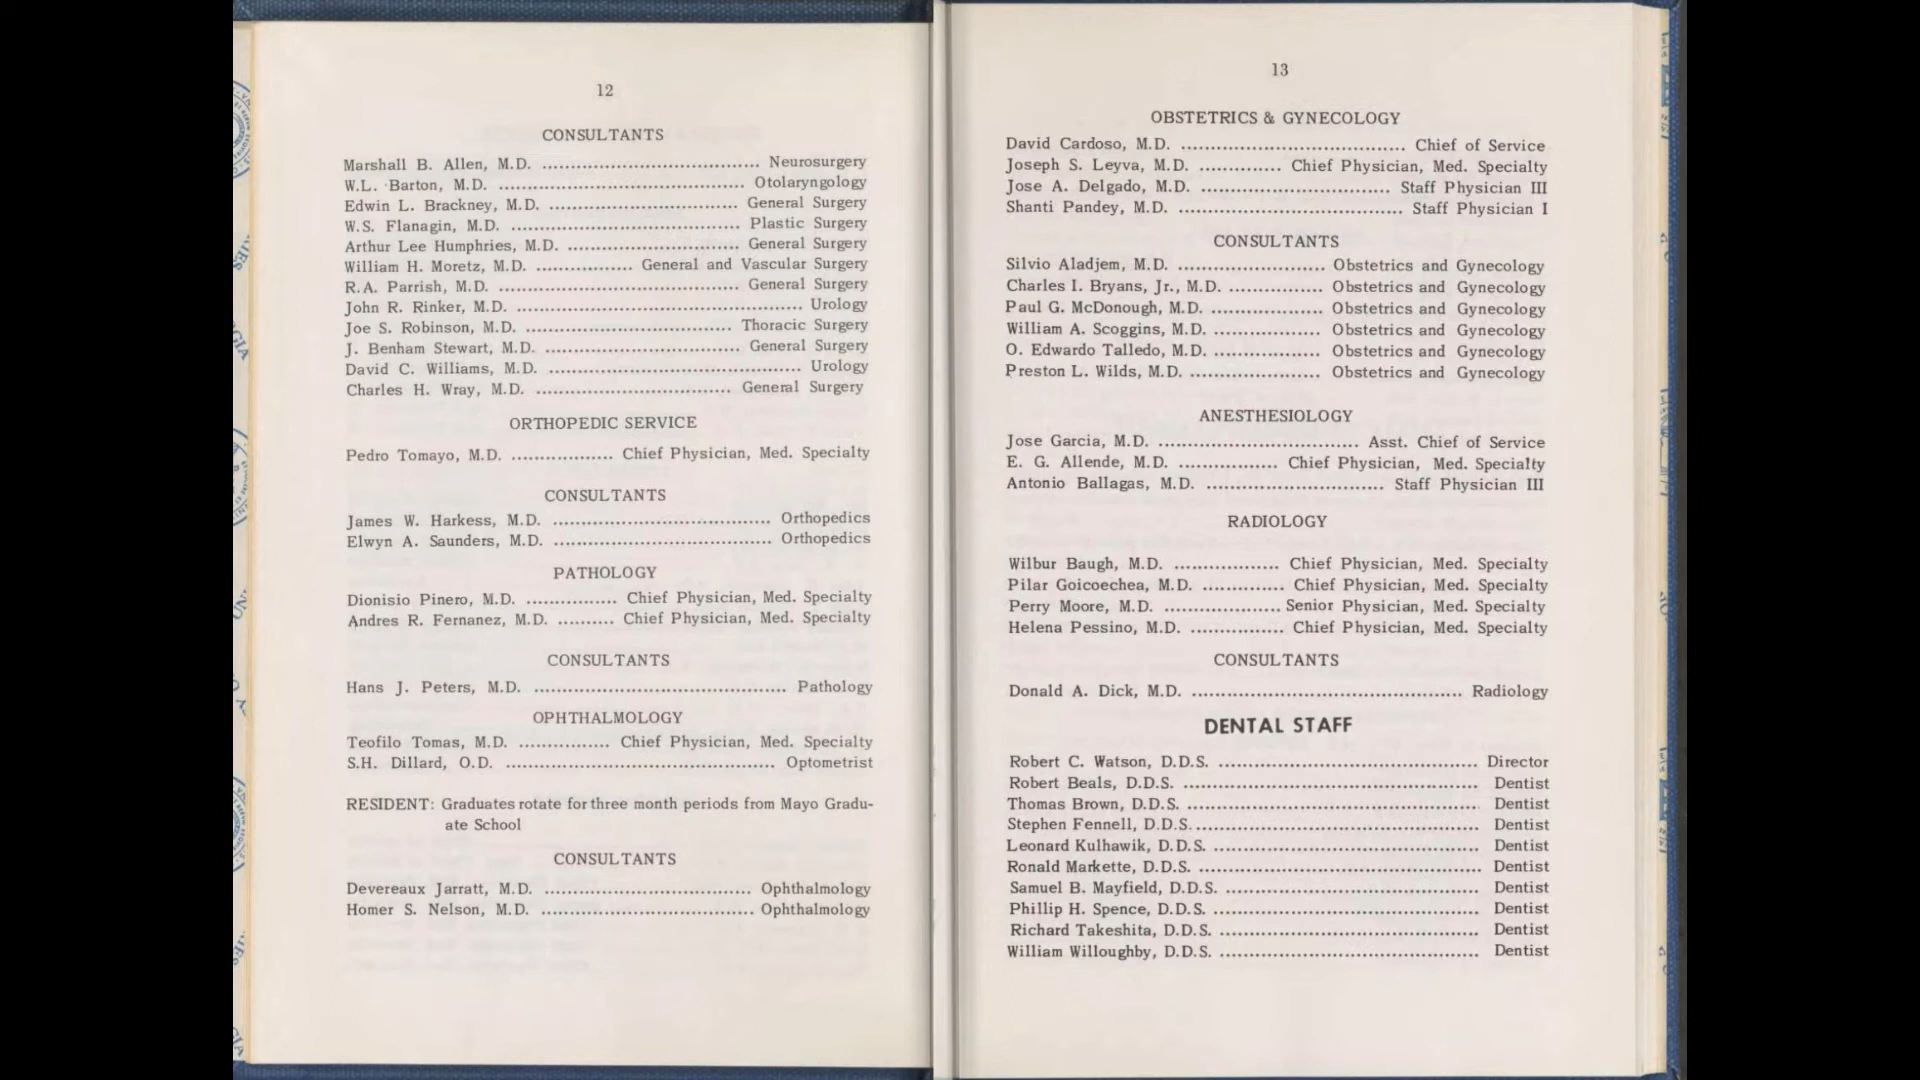 12
CONSULTANTS
Marshall B. Allen, M.D. ........................................ Neurosurgery
W.L. Barton, M.D. ............................................. Otolaryngology
Edwin L. Brackney, M.D. ................................... General Surgery
W.S. Flanagin, M.D. .......................................... Plastic Surgery
Arthur Lee Humphries, M.D. ............................... General Surgery
William H. Moretz, M.D. ................. General and Vascular Surgery
R.A. Parrish, M.D. ............................................ General Surgery
John R. Rinker, M.D. ..................................................... Urology
Joe S. Robinson, M.D. ...................................... Thoracic Surgery
J. Benham Stewart, M.D. .................................... General Surgery
David C. Williams, M.D. .............................................. Urology
Charles H. Wray, M.D. .................................... General Surgery
ORTHOPEDIC SERVICE
Pedro Tomayo, M.D. .................. Chief Physician, Med. Specialty
CONSULTANTS
James W. Harkess, M.D. ........................................ Orthopedics
Elwyn A. Saunders, M.D. ........................................ Orthopedics
PATHOLOGY
Dionisio Pinero, M.D. ................ Chief Physician, Med. Specialty
Andres R. Fernanez, M.D. .......... Chief Physician, Med. Specialty
CONSULTANTS
Hans J. Peters, M.D. .............................................. Pathology
OPHTHALMOLOGY
Teofilo Tomas, M.D. ................ Chief Physician, Med. Specialty
S.H. Dillard, O.D. ................................................. Optometrist
RESIDENT: Graduates rotate for three month periods from Mayo Gradu-
ate School
CONSULTANTS
Devereaux Jarratt, M.D. ...................................... Ophthalmology
Homer S. Nelson, M.D. ....................................... Ophthalmology
13
OBSTETRICS & GYNECOLOGY
David Cardoso, M.D. ......................................... Chief of Service
Joseph S. Leyva, M.D. .............. Chief Physician, Med. Specialty
Jose A. Delgado, M.D. .................................. Staff Physician III
Shanti Pandey, M.D. ......................................... Staff Physician I
CONSULTANTS
Silvio Aladjem, M.D. ........................... Obstetrics and Gynecology
Charles I. Bryans, Jr., M.D. ................. Obstetrics and Gynecology
Paul G. McDonough, M.D. .................... Obstetrics and Gynecology
William A. Scoggins, M.D. ................... Obstetrics and Gynecology
O. Edwardo Talledo, M.D. ................... Obstetrics and Gynecology
Preston L. Wilds, M.D. ........................ Obstetrics and Gynecology
ANESTHESIOLOGY
Jose Garcia, M.D. ..................................... Asst. Chief of Service
E. G. Allende, M.D. .................. Chief Physician, Med. Specialty
Antonio Ballagas, M.D. ................................ Staff Physician III
RADIOLOGY
Wilbur Baugh, M.D. ................... Chief Physician, Med. Specialty
Pilar Goicoechea, M.D. .............. Chief Physician, Med. Specialty
Perry Moore, M.D. ..................... Senior Physician, Med. Specialty
Helena Pessino, M.D. ................. Chief Physician, Med. Specialty
CONSULTANTS
Donald A. Dick, M.D. ................................................. Radiology
DENTAL STAFF
Robert C. Watson, D.D.S. ................................................ Director
Robert Beals, D.D.S. ...................................................... Dentist
Thomas Brown, D.D.S. ..................................................... Dentist
Stephen Fennell, D.D.S. .................................................... Dentist
Leonard Kulhawik, D.D.S. ................................................. Dentist
Ronald Markette, D.D.S. ................................................... Dentist
Samuel B. Mayfield, D.D.S. ............................................... Dentist
Phillip H. Spence, D.D.S. ................................................. Dentist
Richard Takeshita, D.D.S. ................................................ Dentist
William Willoughby, D.D.S. ................................................ Dentist